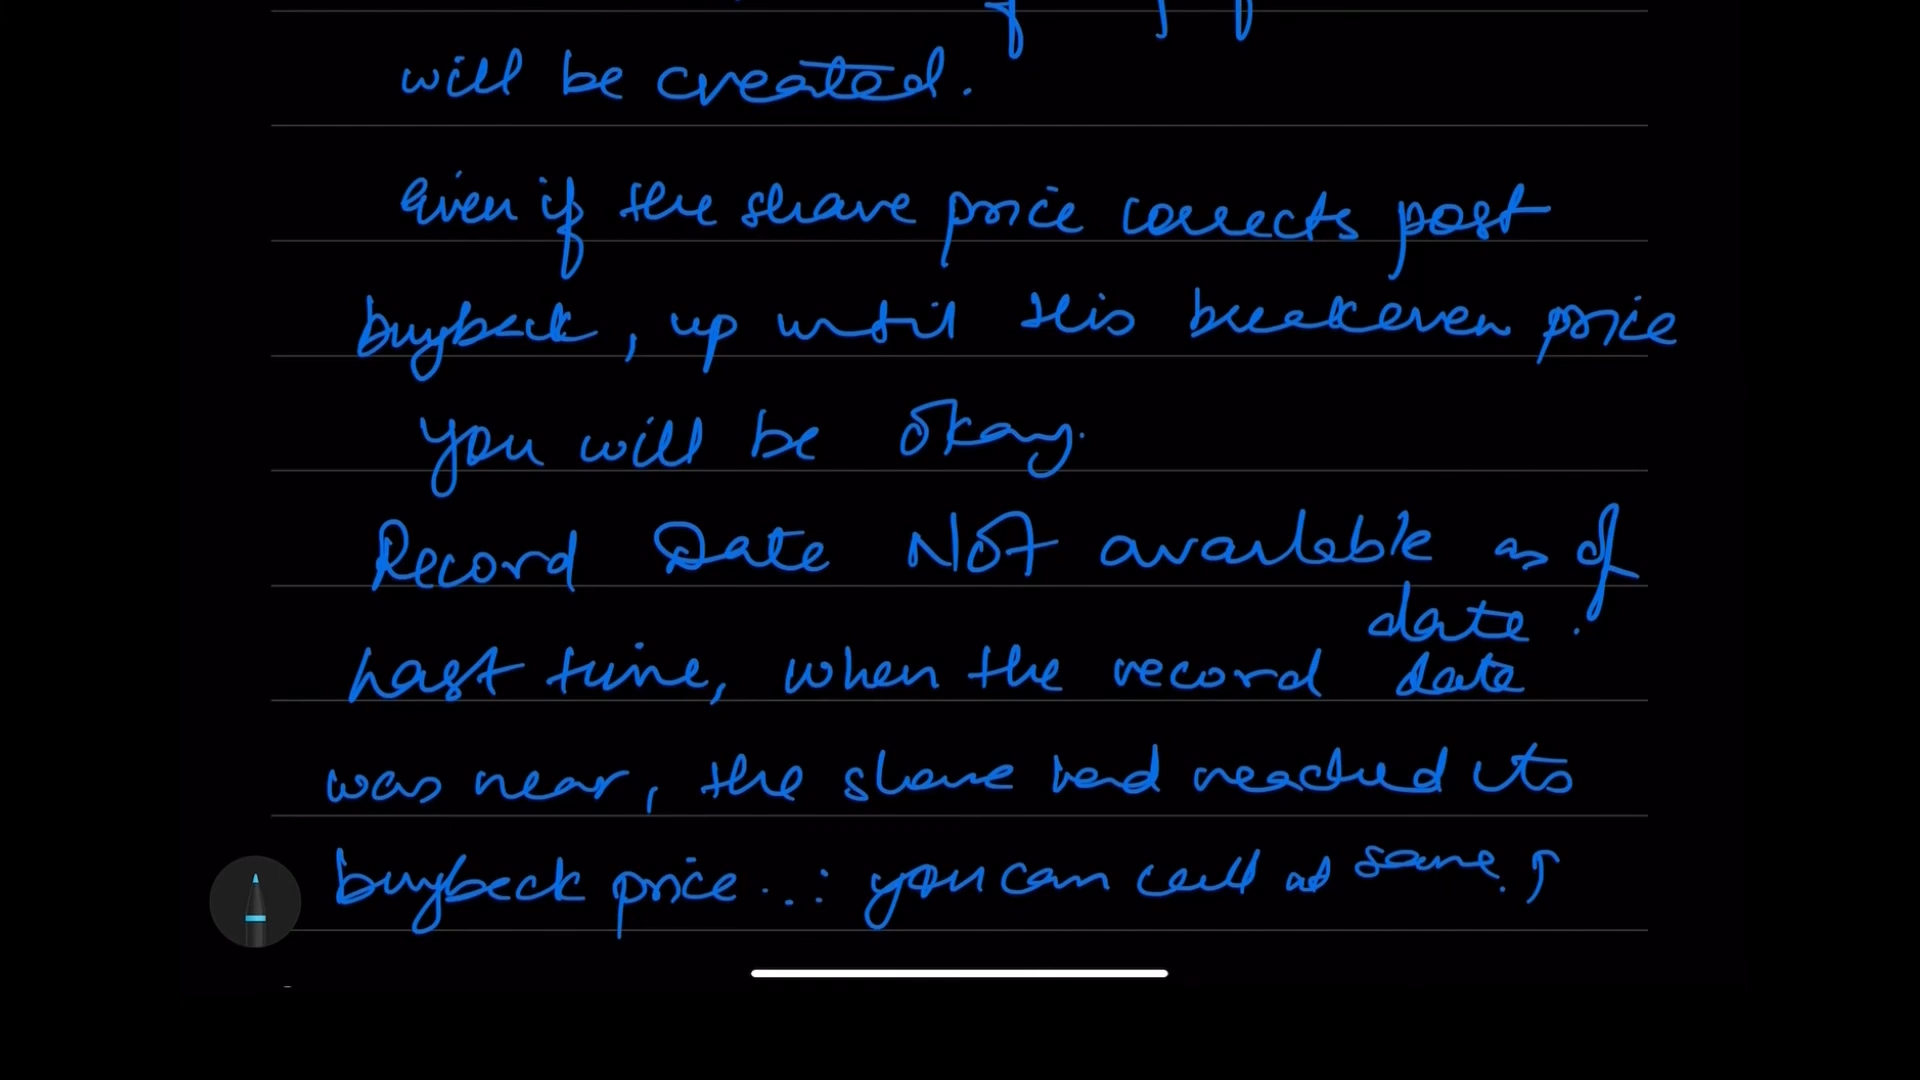 will be created.
Even if the share price corrects post
buyback, up until this breakeven price
you will be okay.
Record Date NOT available as of
date.
Last time, when the record date
was near, the share had reached its
buyback price. ∴ you can sell at same.